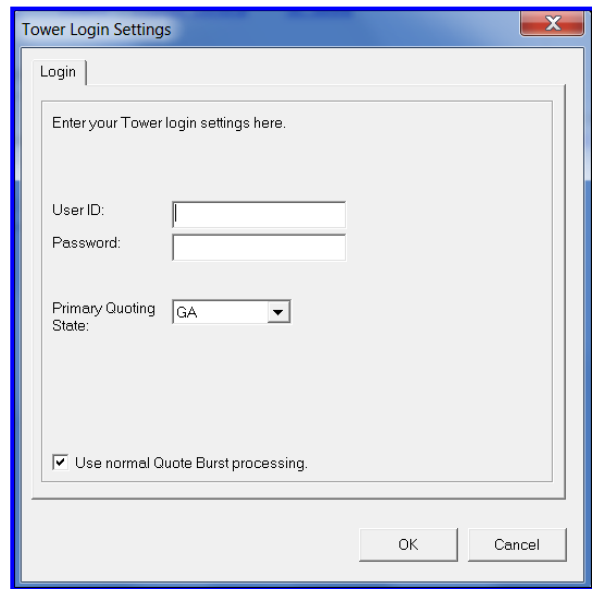 Tower Login Settings
Login
Enter your Tower login settings here.
User ID:
Password:
Primary Quoting
State:
GA
Use normal Quote Burst processing.
OK
Cancel